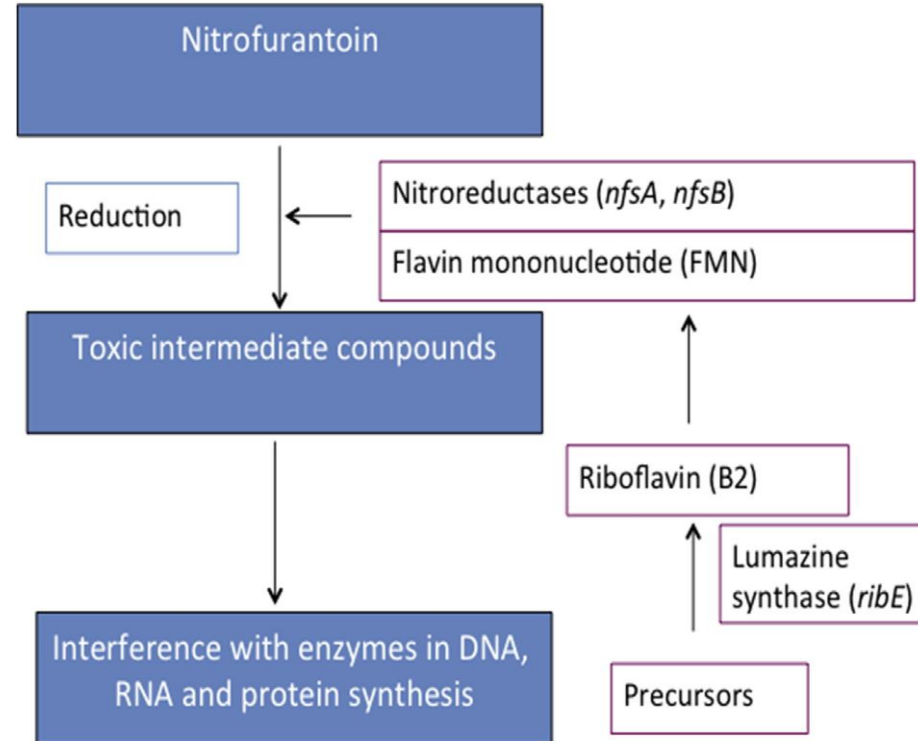 Nitrofurantoin
Reduction
Nitroreductases (nfsA, nfsB)
Flavin mononucleotide (FMN)
Toxic intermediate compounds
Riboflavin (B2)
Lumazine
synthase (ribE)
Interference with enzymes in DNA,
RNA and protein synthesis
Precursors